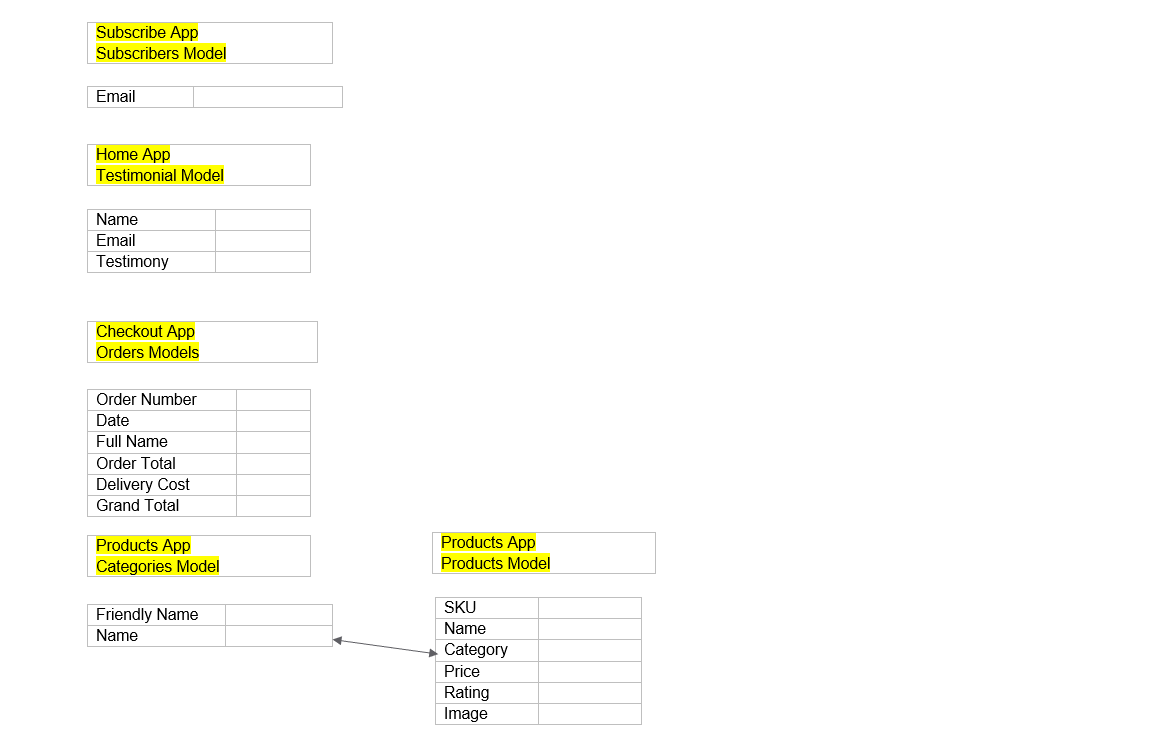 Subscribe App
Subscribers Model
Email
Home App
Testimonial Model
Name
Email
Testimony
Checkout App
Orders Models
Order Number
Date
Full Name
Order Total
Delivery Cost
Grand Total
Products App
Categories Model
Friendly Name
Name
Products App
Products Model
SKU
Name
Category
Price
Rating
Image